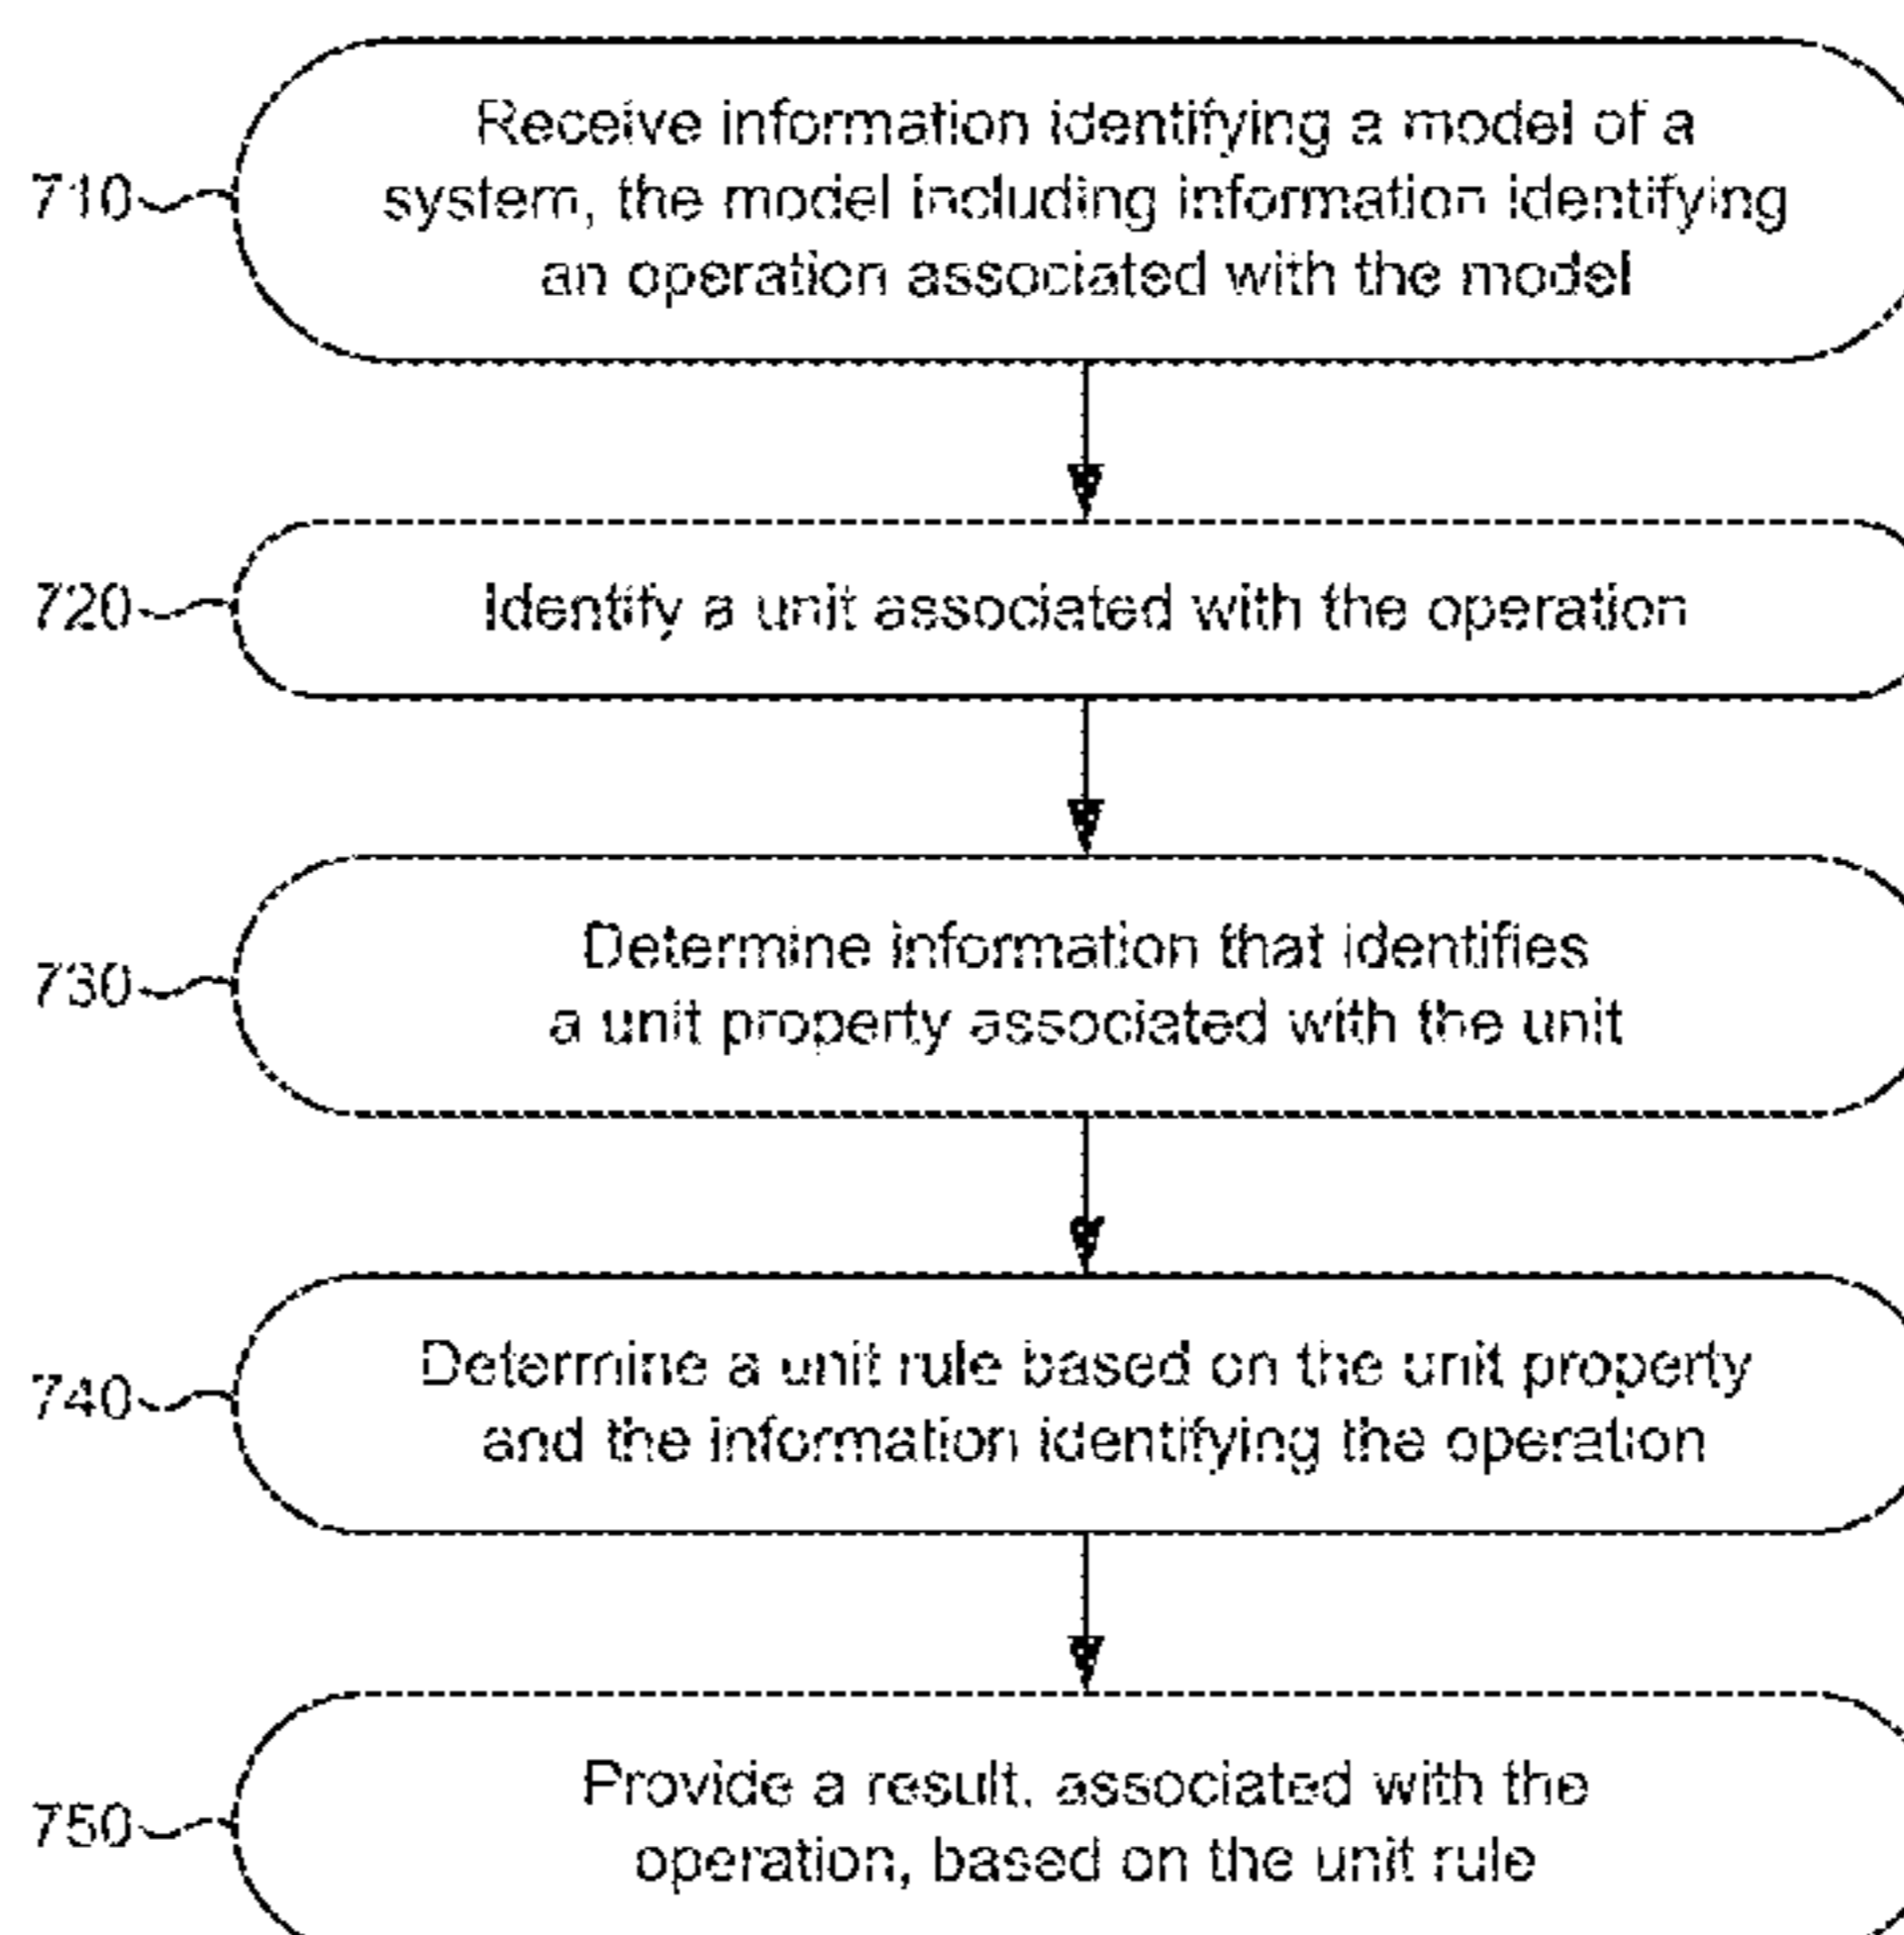 Receive information identifying a model of a
710
system, the model including information identifying
an operation associated with the model
720
Identify a unit associated with the operation
Determine information that identifies
730
a unit property associated with the unit
Determine a unit rule based on the unit property
740
and the information identifying the operation
Provide a result, associated with the
750
operation, based on the unit rule